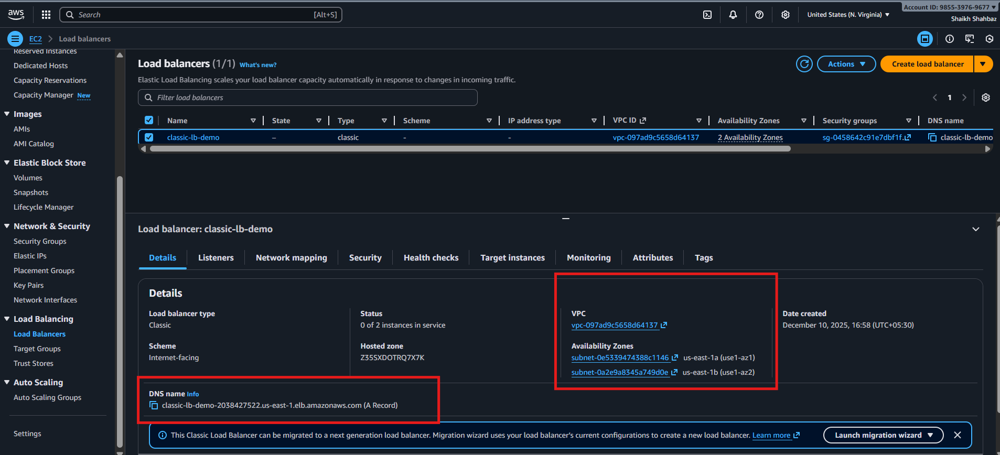 aws
Search [Alt+S]
United States (N. Virginia)
Account ID: 9855-3976-9677
Shaikh Shahbaz
EC2 Load balancers
Reserved Instances
Dedicated Hosts
Capacity Reservations
Capacity Manager New
Images
AMIs
AMI Catalog
Elastic Block Store
Volumes
Snapshots
Lifecycle Manager
Network & Security
Security Groups
Elastic IPs
Placement Groups
Key Pairs
Network Interfaces
Load Balancing
Load Balancers
Target Groups
Trust Stores
Auto Scaling
Auto Scaling Groups
Settings
Load balancers (1/1) What's new?
Actions
Create load balancer
Elastic Load Balancing scales your load balancer capacity automatically in response to changes in incoming traffic.
Filter load balancers
1
Name State Type Scheme IP address type VPC ID Availability Zones Security groups DNS name
classic-lb-demo – classic - - vpc-097ad9c5658d64137 2 Availability Zones sg-0458642c91e7dbf1f. classic-lb-demo
Load balancer: classic-lb-demo
Details Listeners Network mapping Security Health checks Target instances Monitoring Attributes Tags
Details
Load balancer type
Classic
Status
0 of 2 instances in service
VPC
vpc-097ad9c5658d64137
Date created
December 10, 2025, 16:58 (UTC+05:30)
Scheme
Internet-facing
Hosted zone
Z35SXDOTRQ7X7K
Availability Zones
subnet-0e5339474388c1146 us-east-1a (use1-az1)
subnet-0a2e9a8345a749d0e us-east-1b (use1-az2)
DNS name Info
classic-lb-demo-2038427522.us-east-1.elb.amazonaws.com (A Record)
This Classic Load Balancer can be migrated to a next generation load balancer. Migration wizard uses your load balancer's current configurations to create a new load balancer. Learn more
Launch migration wizard